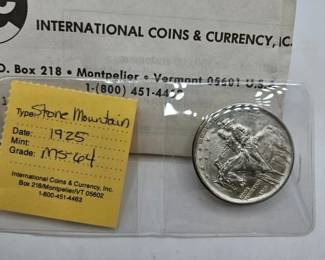 INTERNATIONAL COINS & CURRENCY, IC.
O. Box 218 • Montpelier • Vermont 05601 U.S.
1-(800) 451-44
Type: Stone Mountain
Date: 1925
Mint:
Grade: MS-64
International Coins & Currency, Inc.
Box 218/Montpelier/VT 05602
1-800-451-4463